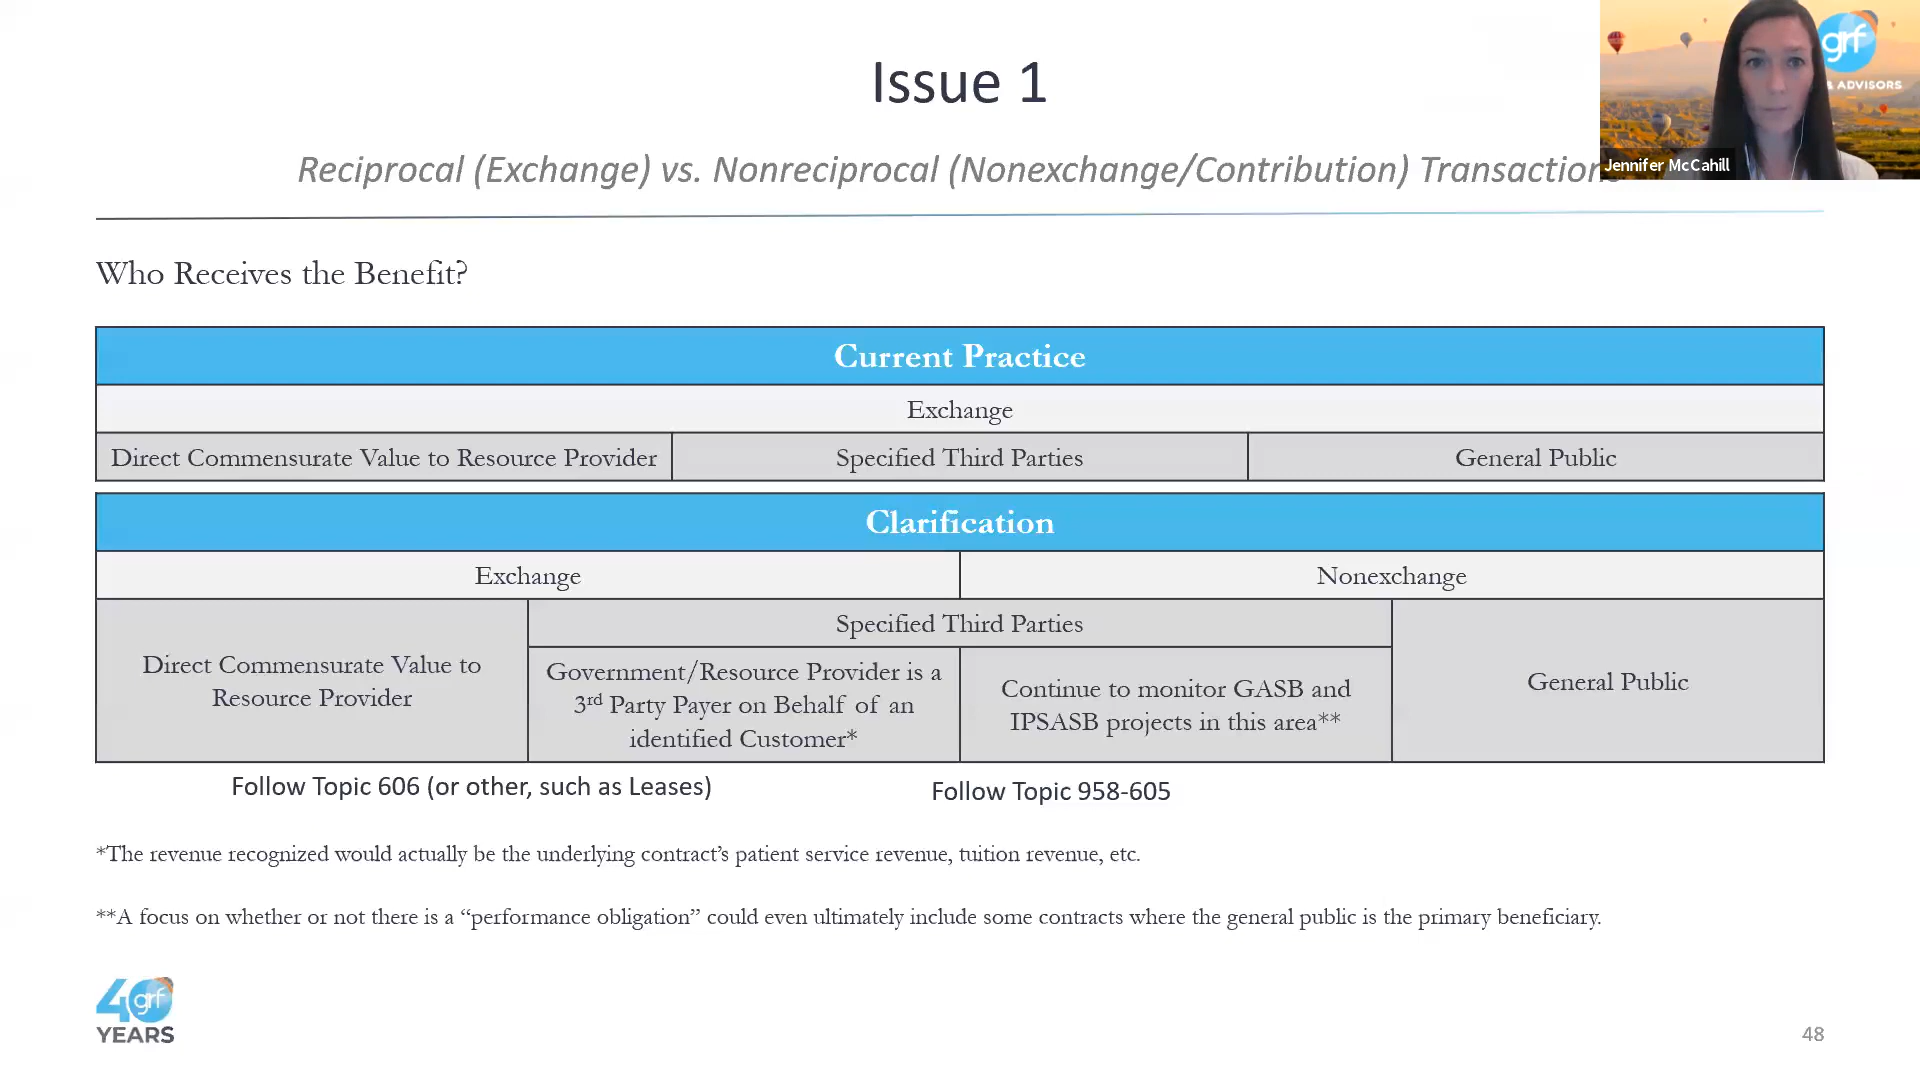 Issue 1
Reciprocal (Exchange) vs. Nonreciprocal (Nonexchange/Contribution) Transaction
grf
& ADVISORS
Jennifer McCahill
Who Receives the Benefit?
Current Practice
Exchange
Direct Commensurate Value to Resource Provider
Specified Third Parties
General Public
Clarification
Exchange
Nonexchange
Direct Commensurate Value to
Resource Provider
Specified Third Parties
Government/Resource Provider is a
3rd Party Payer on Behalf of an
identified Customer*
Continue to monitor GASB and
IPSASB projects in this area**
General Public
Follow Topic 606 (or other, such as Leases)
Follow Topic 958-605
*The revenue recognized would actually be the underlying contract’s patient service revenue, tuition revenue, etc.
**A focus on whether or not there is a “performance obligation” could even ultimately include some contracts where the general public is the primary beneficiary.
40 grf
YEARS
48